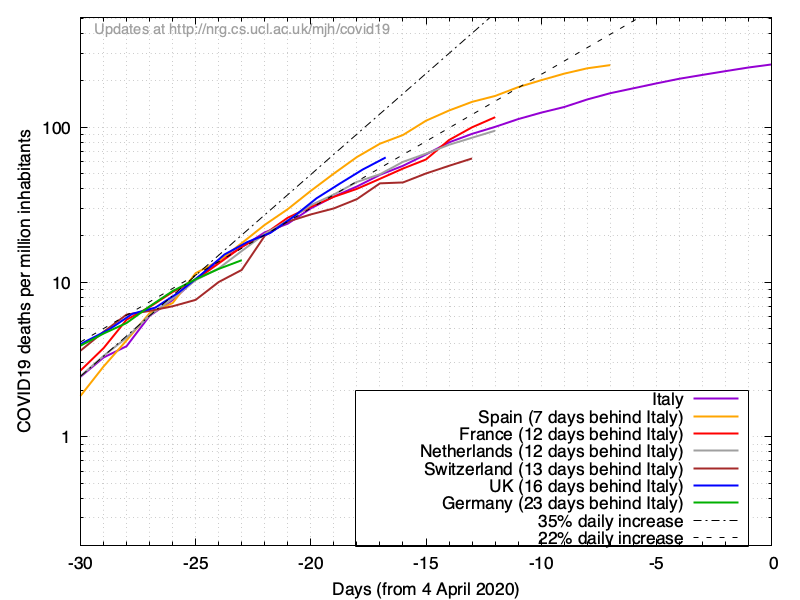 Updates at http://nrg.cs.ucl.ac.uk/mjh/covid19
COVID19 deaths per million inhabitants
100
10
1
Italy
Spain (7 days behind Italy)
France (12 days behind Italy)
Netherlands (12 days behind Italy)
Switzerland (13 days behind Italy)
UK (16 days behind Italy)
Germany (23 days behind Italy)
35% daily increase
22% daily increase
-30 -25 -20 -15 -10 -5 0
Days (from 4 April 2020)